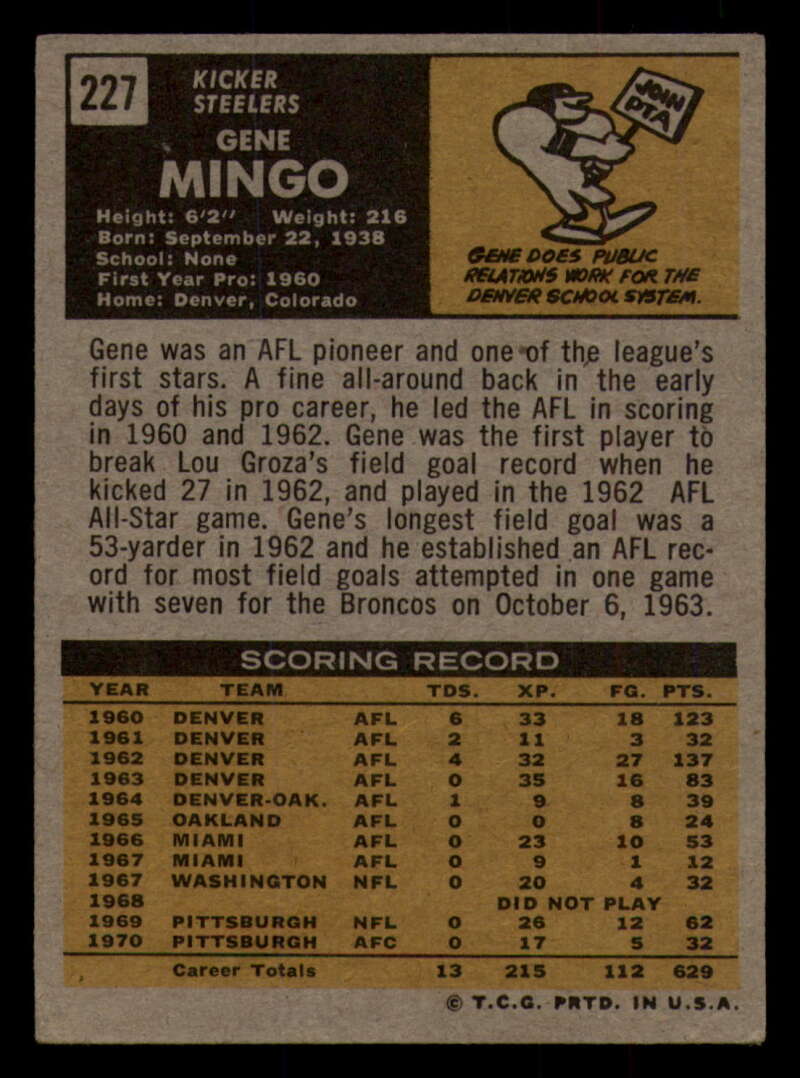 227
KICKER
STEELERS
GENE
MINGO
Height: 6'2" Weight: 216
Born: September 22, 1938
School: None
First Year Pro: 1960
Home: Denver, Colorado
JOIN
PTA
GENE DOES PUBLIC
RELATIONS WORK FOR THE
DENVER SCHOOL SYSTEM.
Gene was an AFL pioneer and one of the league's
first stars. A fine all-around back in the early
days of his pro career, he led the AFL in scoring
in 1960 and 1962. Gene was the first player to
break Lou Groza's field goal record when he
kicked 27 in 1962, and played in the 1962 AFL
All-Star game. Gene's longest field goal was a
53-yarder in 1962 and he established an AFL rec-
ord for most field goals attempted in one game
with seven for the Broncos on October 6, 1963.
SCORING RECORD
YEAR TEAM TDS. XP. FG. PTS.
1960 DENVER AFL 6 33 18 123
1961 DENVER AFL 2 11 3 32
1962 DENVER AFL 4 32 27 137
1963 DENVER AFL 0 35 16 83
1964 DENVER-OAK. AFL 1 9 8 39
1965 OAKLAND AFL 0 0 8 24
1966 MIAMI AFL 0 23 10 53
1967 MIAMI AFL 0 9 1 12
1967 WASHINGTON NFL 0 20 4 32
1968 DID NOT PLAY
1969 PITTSBURGH NFL 0 26 12 62
1970 PITTSBURGH AFC 0 17 5 32
Career Totals 13 215 112 629
© T.C.G. PRTD. IN U.S.A.